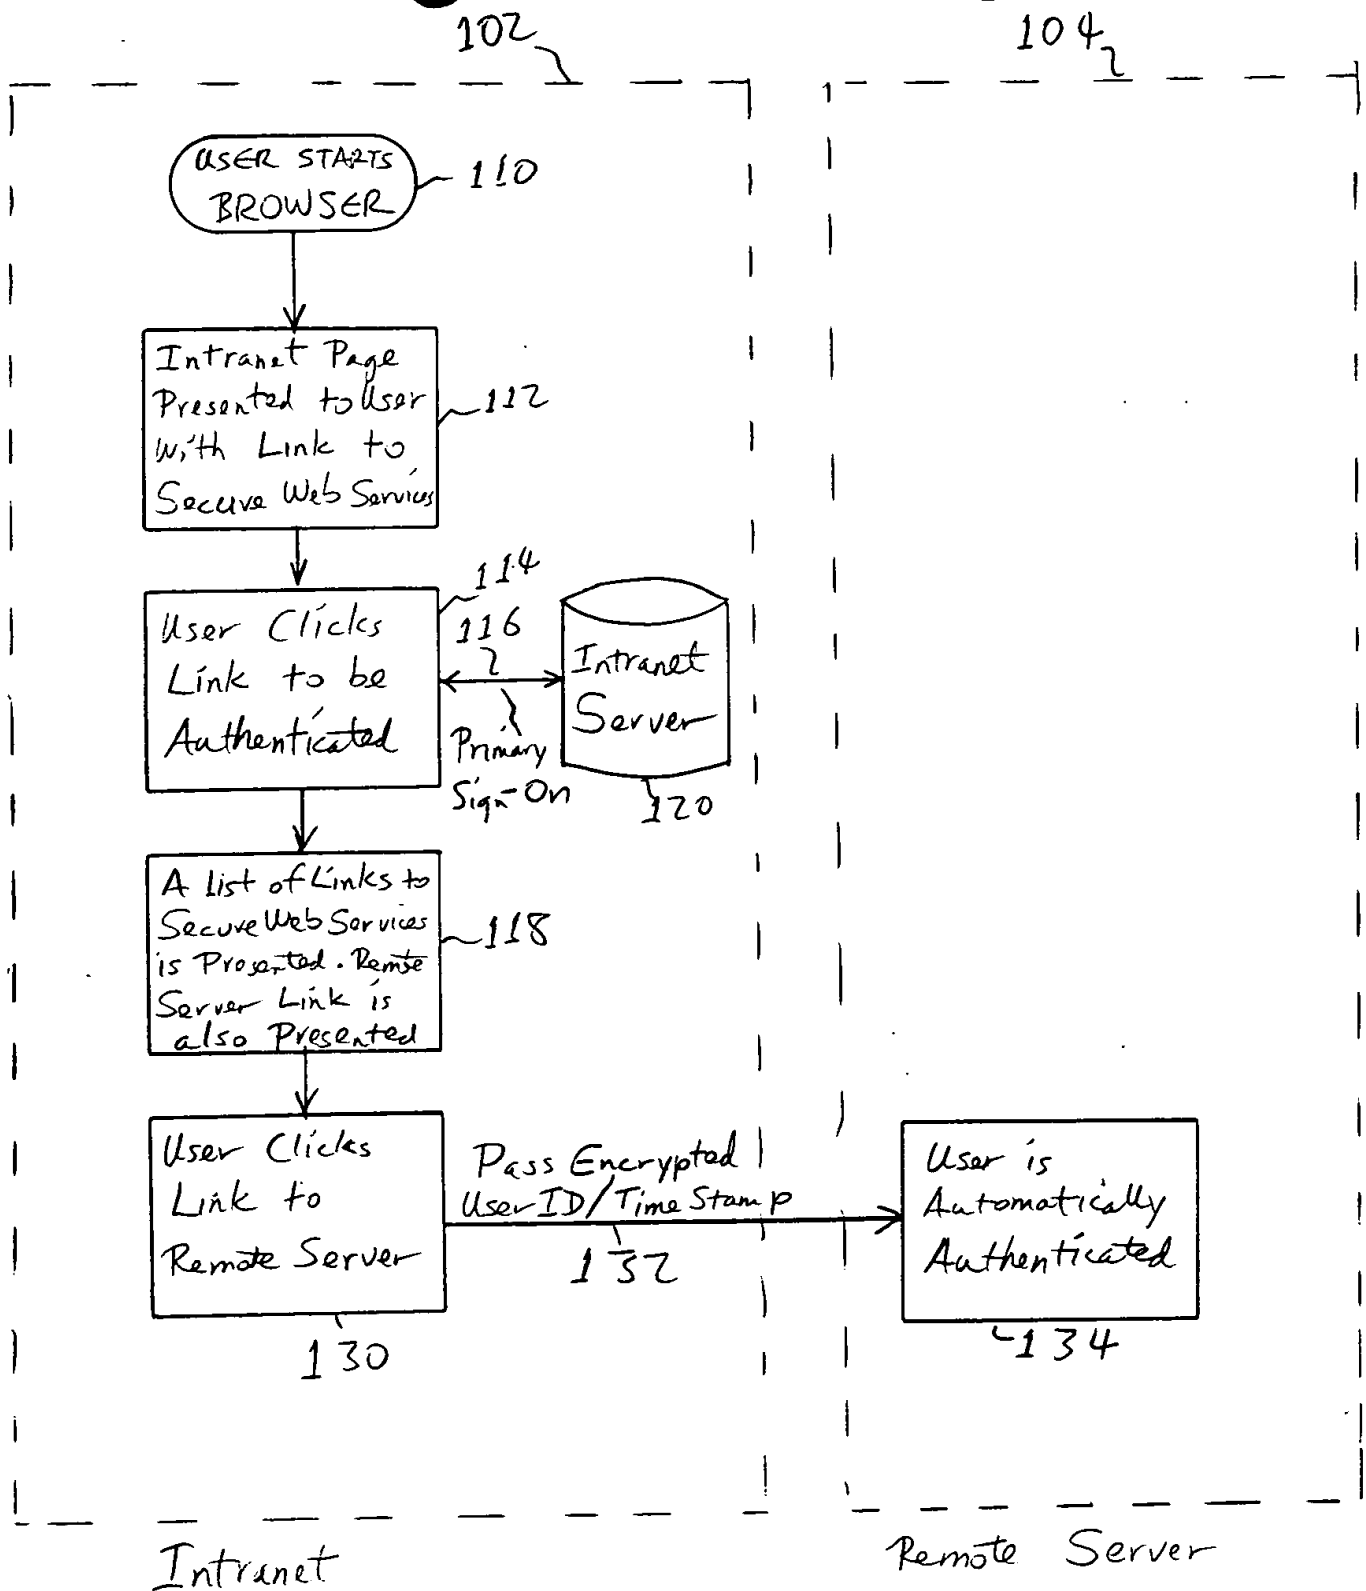 102
104
USER STARTS
BROWSER
110
Intranet Page
Presented to User
with Link to
Secure Web Services
112
User Clicks
Link to be
Authenticated
114
116
Primary
Sign-On
Intranet
Server
120
A List of Links to
Secure Web Services
is Presented. Remote
Server Link is
also Presented
118
User Clicks
Link to
Remote Server
130
Pass Encrypted
User ID/Time Stamp
132
User is
Automatically
Authenticated
134
Intranet
Remote Server